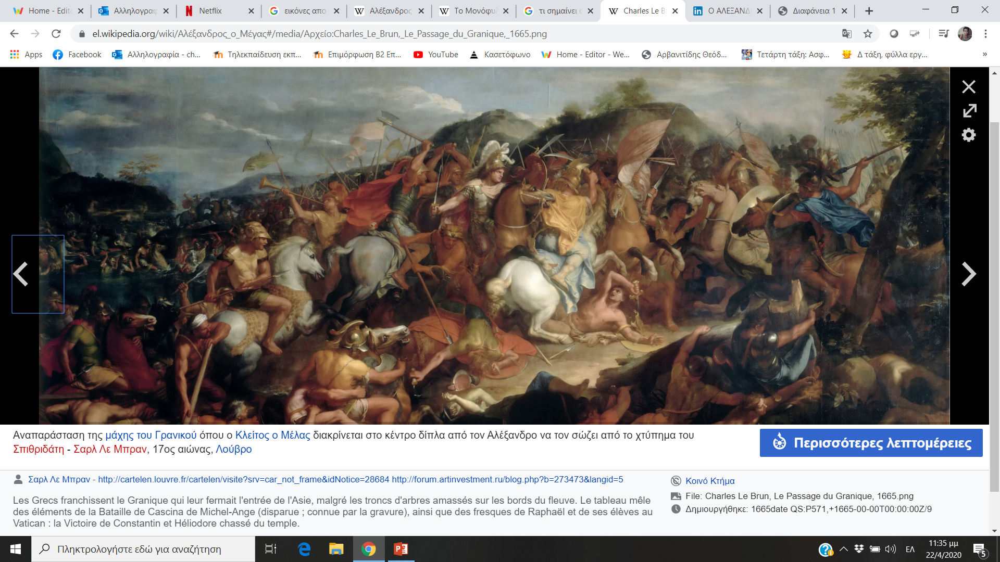 Home - Edit
Αλληλογραφ
Netflix
εικόνες απο
Αλέξανδρος
Το Μονόφυλ
τι σημαίνει
Charles Le B
Ο ΑΛΕΞΑΝΔ
Διαφάνεια 1
el.wikipedia.org/wiki/Αλέξανδρος_ο_Μέγας#/media/Αρχείο:Charles_Le_Brun,_Le_Passage_du_Granique,_1665.png
Apps
Facebook
Αλληλογραφία - ch...
Τηλεκπαίδευση εκπ...
Επιμόρφωση Β2 Επ...
YouTube
Κασετόφωνο
Home - Editor - We...
Αρβανιτίδης Θεόδ...
Τετάρτη τάξη: Ασφ...
Δ τάξη, φύλλα εργ...
»
Αναπαράσταση της μάχης του Γρανικού όπου ο Κλείτος ο Μέλας διακρίνεται στο κέντρο δίπλα από τον Αλέξανδρο να τον σώζει από το χτύπημα του
Σπιθριδάτη - Σαρλ Λε Μπραν, 17ος αιώνας, Λούβρο
Περισσότερες λεπτομέρειες
Σαρλ Λε Μπραν - http://cartelen.louvre.fr/cartelen/visite?srv=car_not_frame&idNotice=28684 http://forum.artinvestment.ru/blog.php?b=273473&langid=5
Les Grecs franchissent le Granique qui leur fermait l'entrée de l'Asie, malgré les troncs d'arbres amassés sur les bords du fleuve. Le tableau mêle
des éléments de la Bataille de Cascina de Michel-Ange (disparue ; connue par la gravure), ainsi que des fresques de Raphaël et de ses élèves au
Vatican : la Victoire de Constantin et Héliodore chassé du temple.
Κοινό Κτήμα
File: Charles Le Brun, Le Passage du Granique, 1665.png
Δημιουργήθηκε: 1665date QS:P571,+1665-00-00T00:00:00Z/9
Πληκτρολογήστε εδώ για αναζήτηση
ΕΛ
11:35 μμ
22/4/2020
5